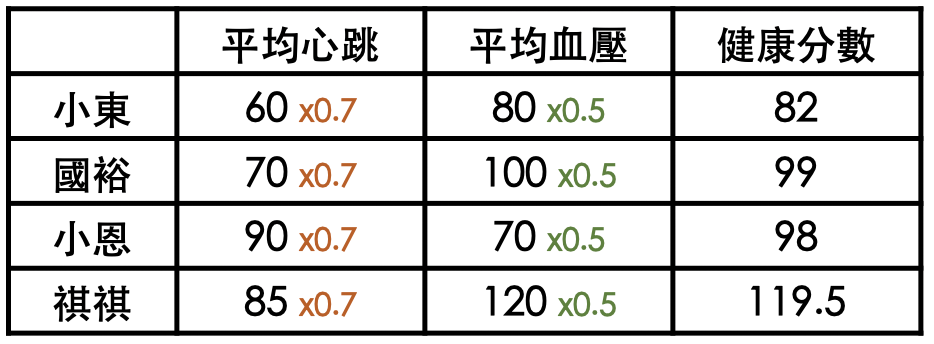 平均心跳 平均血壓 健康分數
小東 60 x0.7 80 x0.5 82
國裕 70 x0.7 100 x0.5 99
小恩 90 x0.7 70 x0.5 98
祺祺 85 x0.7 120 x0.5 119.5